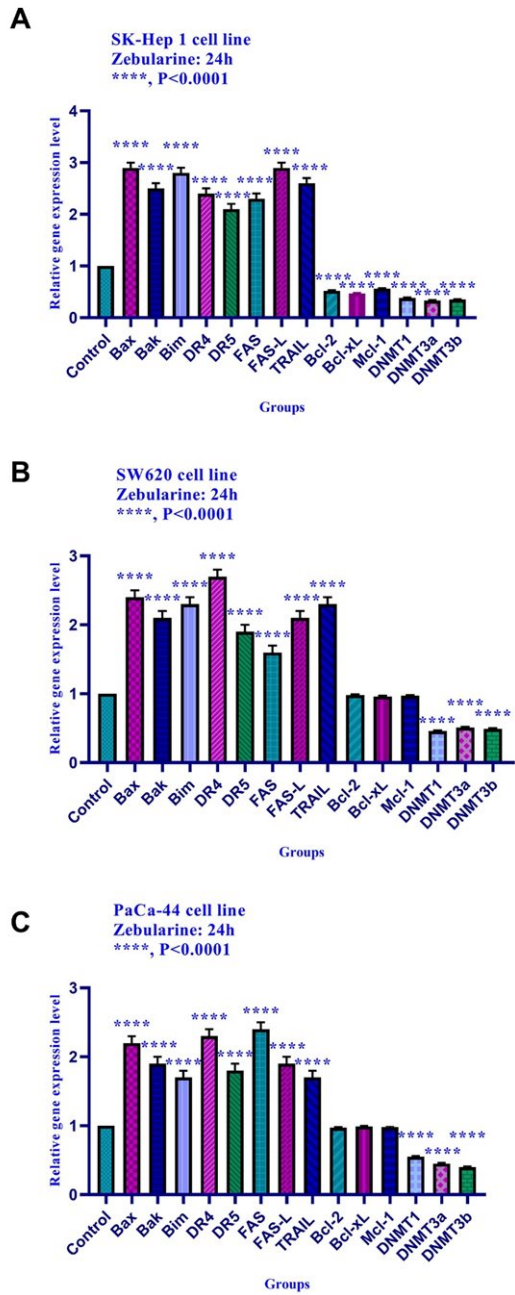 A
SK-Hep 1 cell line
Zebularine: 24h
****, P<0.0001
Relative gene expression level
4
3
2
1
0
**** **** **** **** **** **** **** **** **** **** **** **** **** ****
Control Bax Bak Bim DR4 DR5 FAS FAS-L TRAIL Bcl-2 Bcl-xL Mcl-1 DNMT1 DNMT3a DNMT3b
Groups
B
SW620 cell line
Zebularine: 24h
****, P<0.0001
Relative gene expression level
3
2
1
0
**** **** **** **** **** **** **** **** **** **** ****
Control Bax Bak Bim DR4 DR5 FAS FAS-L TRAIL Bcl-2 Bcl-xL Mcl-1 DNMT1 DNMT3a DNMT3b
Groups
C
PaCa-44 cell line
Zebularine: 24h
****, P<0.0001
Relative gene expression level
3
2
1
0
**** **** **** **** **** **** **** **** **** **** ****
Control Bax Bak Bim DR4 DR5 FAS FAS-L TRAIL Bcl-2 Bcl-xL Mcl-1 DNMT1 DNMT3a DNMT3b
Groups